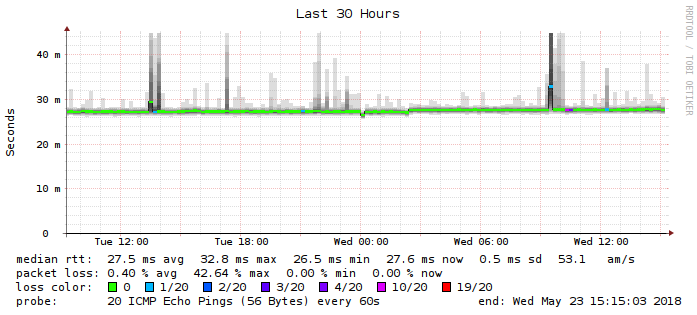 Last 30 Hours
RRDTOOL / TOBI OETIKER
Seconds
40 m
30 m
20 m
10 m
0
Tue 12:00 Tue 18:00 Wed 00:00 Wed 06:00 Wed 12:00
median rtt: 27.5 ms avg 32.8 ms max 26.5 ms min 27.6 ms now 0.5 ms sd 53.1 am/s
packet loss: 0.40 % avg 42.64 % max 0.00 % min 0.00 % now
loss color: 0 1/20 2/20 3/20 4/20 10/20 19/20
probe: 20 ICMP Echo Pings (56 Bytes) every 60s end: Wed May 23 15:15:03 2018